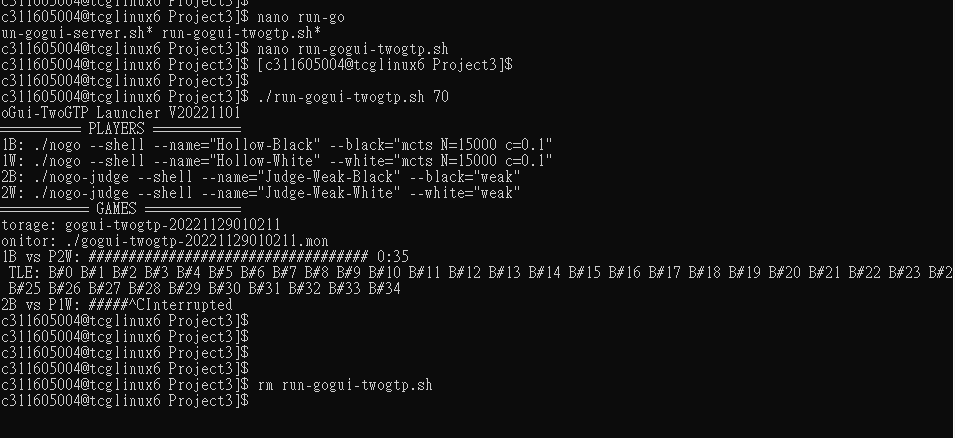 c311605004@tcglinux6 Project3]$
c311605004@tcglinux6 Project3]$ nano run-go
un-gogui-server.sh* run-gogui-twogtp.sh*
c311605004@tcglinux6 Project3]$ nano run-gogui-twogtp.sh
c311605004@tcglinux6 Project3]$ [c311605004@tcglinux6 Project3]$
c311605004@tcglinux6 Project3]$
c311605004@tcglinux6 Project3]$ ./run-gogui-twogtp.sh 70
oGui-TwoGTP Launcher V20221101
========== PLAYERS ===========
1B: ./nogo --shell --name="Hollow-Black" --black="mcts N=15000 c=0.1"
1W: ./nogo --shell --name="Hollow-White" --white="mcts N=15000 c=0.1"
2B: ./nogo-judge --shell --name="Judge-Weak-Black" --black="weak"
2W: ./nogo-judge --shell --name="Judge-Weak-White" --white="weak"
=========== GAMES ============
torage: gogui-twogtp-20221129010211
onitor: ./gogui-twogtp-20221129010211.mon
1B vs P2W: ################################### 0:35
TLE: B#0 B#1 B#2 B#3 B#4 B#5 B#6 B#7 B#8 B#9 B#10 B#11 B#12 B#13 B#14 B#15 B#16 B#17 B#18 B#19 B#20 B#21 B#22 B#23 B#2
B#25 B#26 B#27 B#28 B#29 B#30 B#31 B#32 B#33 B#34
2B vs P1W: #####^CInterrupted
c311605004@tcglinux6 Project3]$
c311605004@tcglinux6 Project3]$
c311605004@tcglinux6 Project3]$
c311605004@tcglinux6 Project3]$
c311605004@tcglinux6 Project3]$ rm run-gogui-twogtp.sh
c311605004@tcglinux6 Project3]$